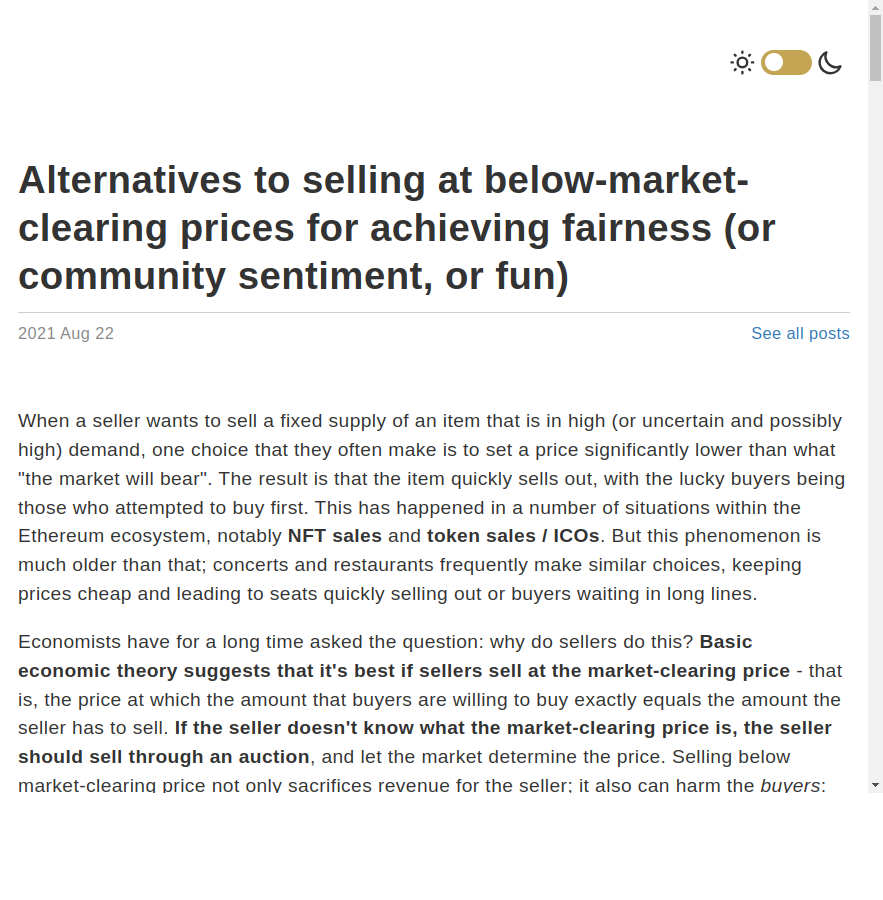 Alternatives to selling at below-market-
clearing prices for achieving fairness (or
community sentiment, or fun)
2021 Aug 22
See all posts
When a seller wants to sell a fixed supply of an item that is in high (or uncertain and possibly
high) demand, one choice that they often make is to set a price significantly lower than what
"the market will bear". The result is that the item quickly sells out, with the lucky buyers being
those who attempted to buy first. This has happened in a number of situations within the
Ethereum ecosystem, notably NFT sales and token sales / ICOs. But this phenomenon is
much older than that; concerts and restaurants frequently make similar choices, keeping
prices cheap and leading to seats quickly selling out or buyers waiting in long lines.
Economists have for a long time asked the question: why do sellers do this? Basic
economic theory suggests that it's best if sellers sell at the market-clearing price - that
is, the price at which the amount that buyers are willing to buy exactly equals the amount the
seller has to sell. If the seller doesn't know what the market-clearing price is, the seller
should sell through an auction, and let the market determine the price. Selling below
market-clearing price not only sacrifices revenue for the seller; it also can harm the buyers: